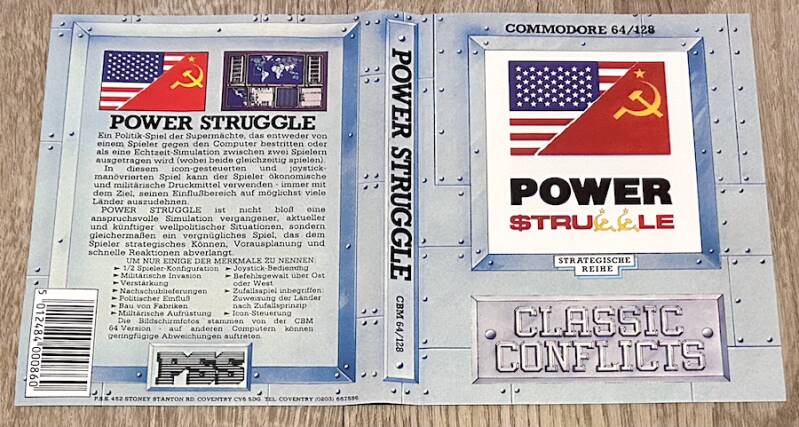 POWER STRUGGLE
Ein Politik-Spiel der Supermächte, das entweder von
einem Spieler gegen den Computer bestritten oder
als eine Echtzeit-Simulation zwischen zwei Spielern
ausgetragen wird (wobei beide gleichzeitig spielen).
In diesem icon-gesteuerten und joystick-
manövrierten Spiel kann der Spieler ökonomische
und militärische Druckmittel verwenden - immer mit
dem Ziel, seinen Einflußbereich auf möglichst viele
Länder auszudehnen.
POWER STRUGGLE ist nicht bloß eine
anspruchsvolle Simulation vergangener, aktueller
und künftiger weltpolitischer Situationen, sondern
gleichermaßen ein vergnügliches Spiel, das dem
Spieler strategisches Können, Vorausplanung und
schnelle Reaktionen abverlangt.
UM NUR EINIGE DER MERKMALE ZU NENNEN:
► 1/2 Spieler-Konfiguration
► Militärische Invasion
► Verstärkung
► Nachschublieferungen
► Politischer Einfluß
► Bau von Fabriken
► Militärische Aufrüstung
► Joystick-Bedienung
► Befehlsgewalt über Ost
oder West
► Zufallsspiel inbegriffen:
Zuweisung der Länder
nach Zufallsprinzip
► Icon-Steuerung
Die Bildschirmfotos stammen von der CBM
64 Version - auf anderen Computern können
geringfügige Abweichungen auftreten.
5 012484 000860
PSS
P.S.S. 452 STONEY STANTON RD. COVENTRY CV6 5DG. TEL. COVENTRY (0203) 667556
POWER STRUGGLE
CBM 64/128
COMMODORE 64/128
POWER
$TRUGGLE
STRATEGISCHE
REIHE
CLASSIC
CONFLICTS